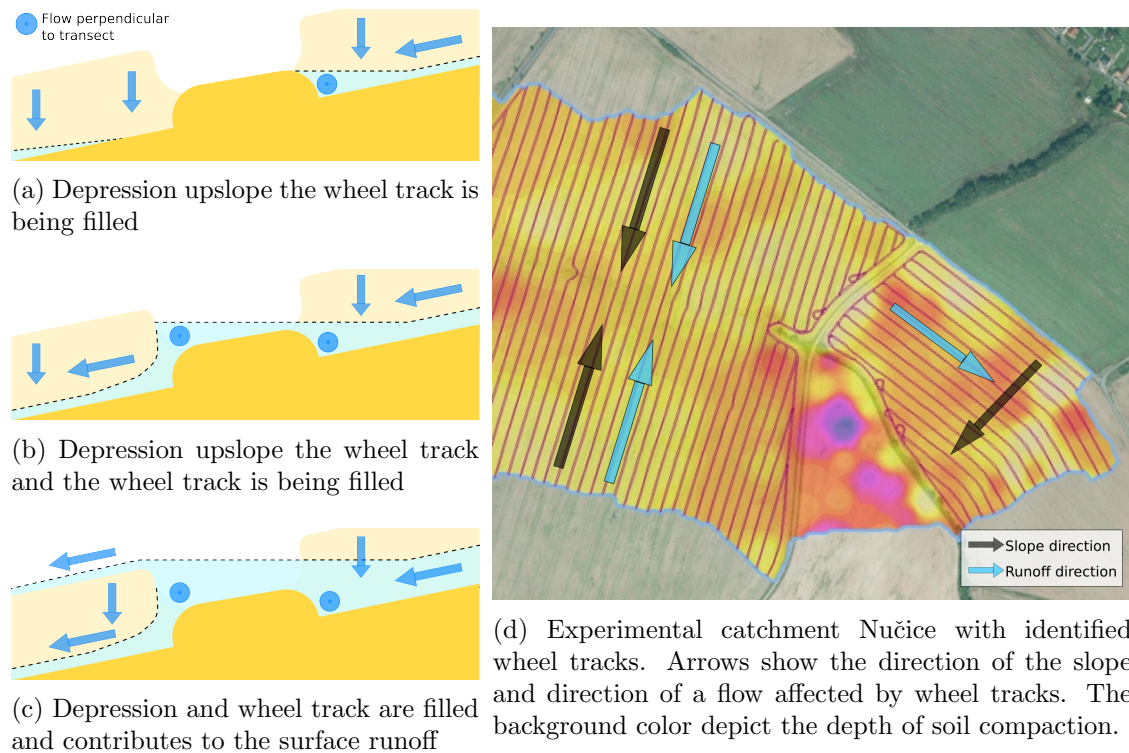 Flow perpendicular
to transect
(a) Depression upslope the wheel track is
being filled
(b) Depression upslope the wheel track
and the wheel track is being filled
(c) Depression and wheel track are filled
and contributes to the surface runoff
Slope direction
Runoff direction
(d) Experimental catchment Nučice with identified
wheel tracks. Arrows show the direction of the slope
and direction of a flow affected by wheel tracks. The
background color depict the depth of soil compaction.